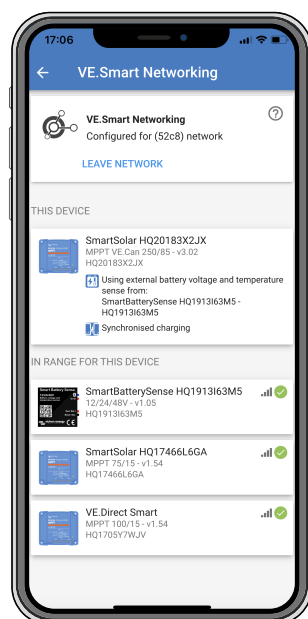 17:06
VE.Smart Networking
VE.Smart Networking
Configured for (52c8) network
LEAVE NETWORK
THIS DEVICE
SmartSolar HQ20183X2JX
MPPT VE.Can 250/85 - v3.02
HQ20183X2JX
Using external battery voltage and temperature
sense from:
SmartBatterySense HQ1913I63M5 -
HQ1913I63M5
Synchronised charging
IN RANGE FOR THIS DEVICE
SmartBatterySense HQ1913I63M5
12/24/48V - v1.05
HQ1913I63M5
Smart Battery Sense
SmartSolar HQ17466L6GA
MPPT 75/15 - v1.54
HQ17466L6GA
VE.Direct Smart
MPPT 100/15 - v1.54
HQ1705Y7WJV